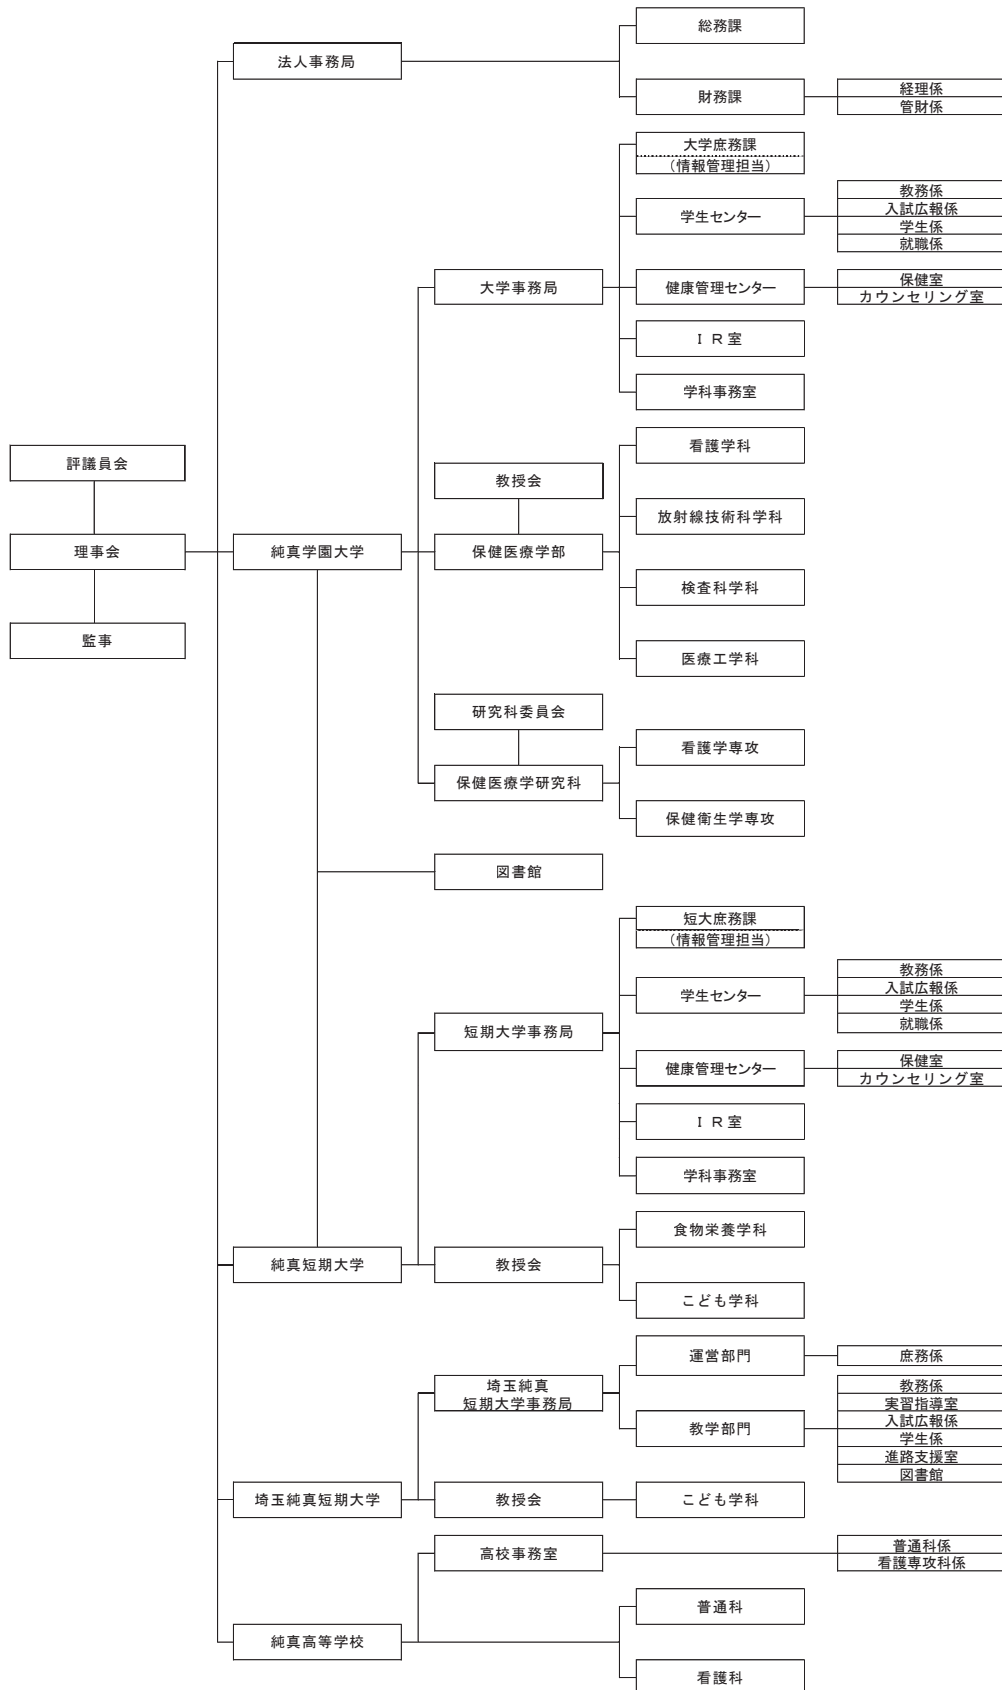 総務課
法人事務局
財務課
経理係
管財係
大学庶務課
（情報管理担当）
学生センター
教務係
入試広報係
学生係
就職係
大学事務局
健康管理センター
保健室
カウンセリング室
ＩＲ室
学科事務室
評議員会
教授会
看護学科
放射線技術科学科
理事会
純真学園大学
保健医療学部
検査科学科
監事
医療工学科
研究科委員会
看護学専攻
保健医療学研究科
保健衛生学専攻
図書館
短大庶務課
（情報管理担当）
学生センター
教務係
入試広報係
学生係
就職係
短期大学事務局
健康管理センター
保健室
カウンセリング室
ＩＲ室
学科事務室
食物栄養学科
純真短期大学
教授会
こども学科
運営部門
庶務係
埼玉純真
短期大学事務局
教学部門
教務係
実習指導室
入試広報係
学生係
進路支援室
図書館
埼玉純真短期大学
教授会
こども学科
高校事務室
普通科係
看護専攻科係
普通科
純真高等学校
看護科